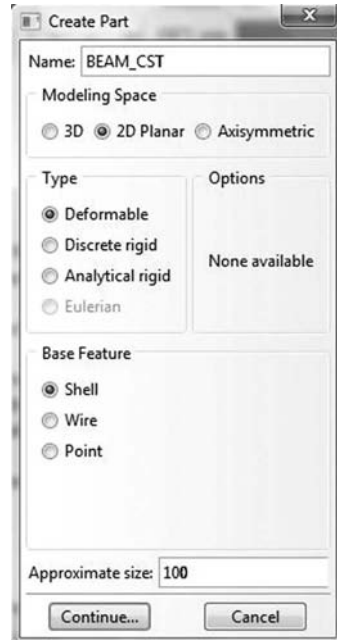 Create Part
X
Name: BEAM_CST
Modeling Space
3D 2D Planar Axisymmetric
Type
Deformable
Discrete rigid
Analytical rigid
Eulerian
Options
None available
Base Feature
Shell
Wire
Point
Approximate size: 100
Continue... Cancel